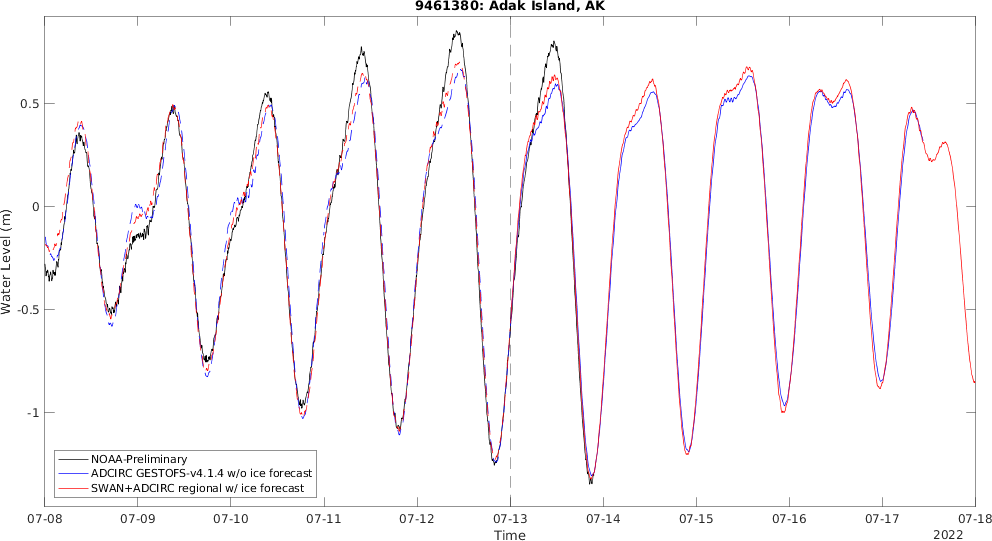 9461380: Adak Island, AK
Water Level (m)
0.5
0
-0.5
-1
NOAA-Preliminary
ADCIRC GESTOFS-v4.1.4 w/o ice forecast
SWAN+ADCIRC regional w/ ice forecast
07-08 07-09 07-10 07-11 07-12 07-13 07-14 07-15 07-16 07-17 07-18
Time
2022